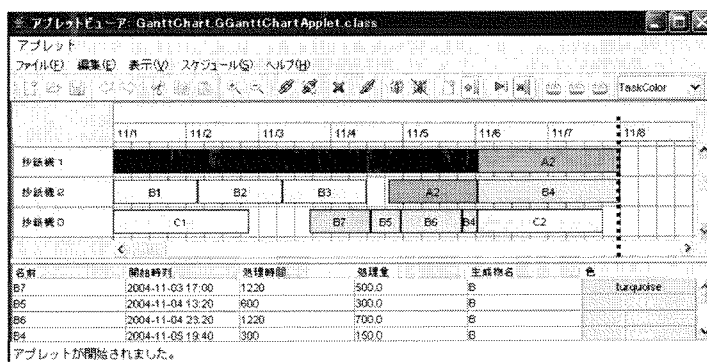 アプレットビューア: GanttChart.GGanttChartApplet.class
アプレット
ファイル(F) 編集(E) 表示(V) スケジュール(S) ヘルプ(H)
TaskColor
11/1 11/2 11/3 11/4 11/5 11/6 11/7 11/8
抄紙機1 A2
抄紙機2 B1 B2 B3 A2 B4
抄紙機3 C1 B7 B5 B6 B4 C2
名前 開始時刻 処理時間 処理量 生成物名 色
B7 2004-11-03 17:00 1220 500.0 B turquoise
B5 2004-11-04 13:20 600 300.0 B
B6 2004-11-04 23:20 1220 700.0 B
B4 2004-11-05 19:40 300 150.0 B
アプレットが開始されました。